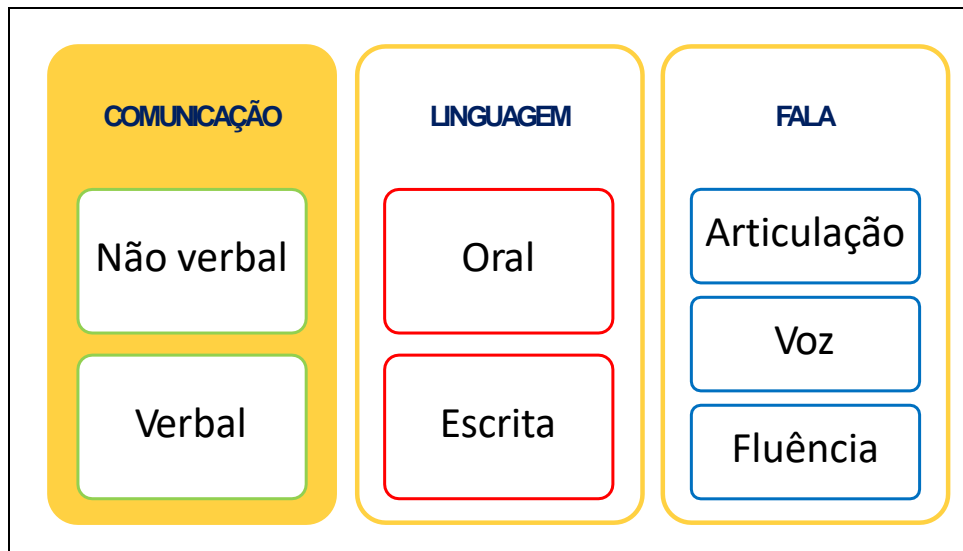 COMUNICAÇÃO
Não verbal
Verbal
LINGUAGEM
Oral
Escrita
FALA
Articulação
Voz
Fluência